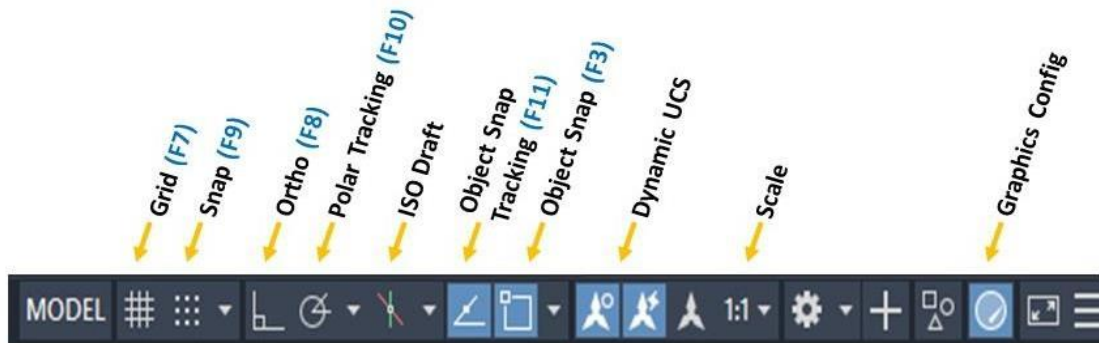 Grid (F7)
Snap (F9)
Ortho (F8)
Polar Tracking (F10)
ISO Draft
Object Snap
Tracking (F11)
Object Snap (F3)
Dynamic UCS
Scale
Graphics Config
MODEL
1:1